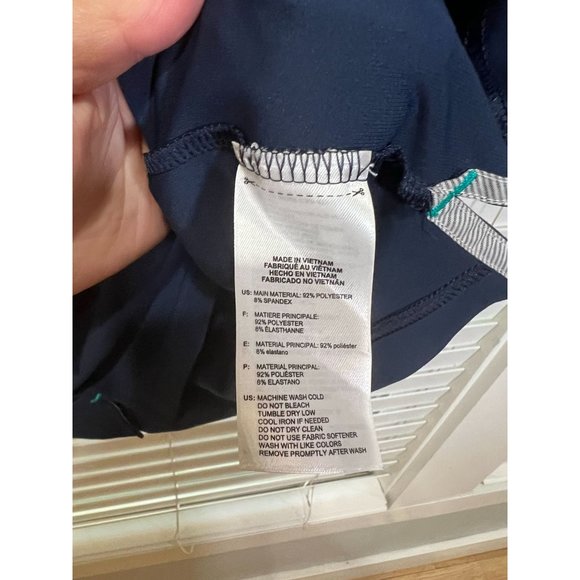 MADE IN VIETNAM
FABRIQUÉ AU VIÊTNAM
HECHO EN VIETNAM
FABRICADO NO VIETNÃN
US: MAIN MATERIAL: 92% POLYESTER
8% SPANDEX
F: MATIERE PRINCIPALE:
92% POLYESTER
8% ÉLASTHANNE
E: MATERIAL PRINCIPAL: 92% poliéster
8% elastano
P: MATERIAL PRINCIPAL:
92% POLIÉSTER
8% ELASTANO
US: MACHINE WASH COLD
DO NOT BLEACH
TUMBLE DRY LOW
COOL IRON IF NEEDED
DO NOT DRY CLEAN
DO NOT USE FABRIC SOFTENER
WASH WITH LIKE COLORS
REMOVE PROMPTLY AFTER WASH